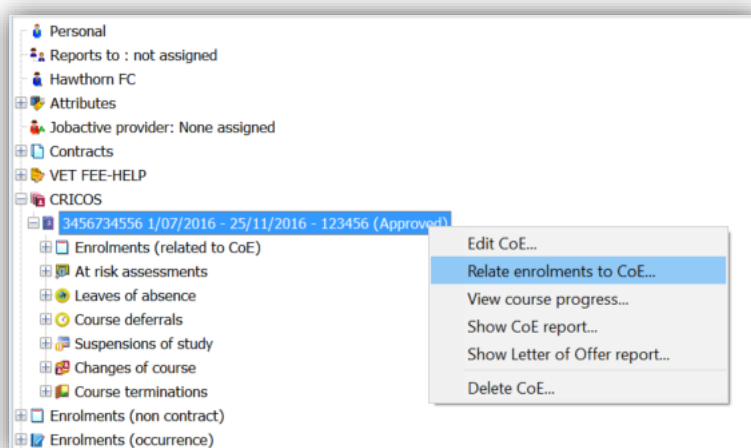 Personal
Reports to : not assigned
Hawthorn FC
Attributes
Jobactive provider: None assigned
Contracts
VET FEE-HELP
CRICOS
3456734556 1/07/2016 - 25/11/2016 - 123456 (Approved)
Enrolments (related to CoE)
At risk assessments
Leaves of absence
Course deferrals
Suspensions of study
Changes of course
Course terminations
Enrolments (non contract)
Enrolments (occurrence)
Edit CoE...
Relate enrolments to CoE...
View course progress...
Show CoE report...
Show Letter of Offer report...
Delete CoE...